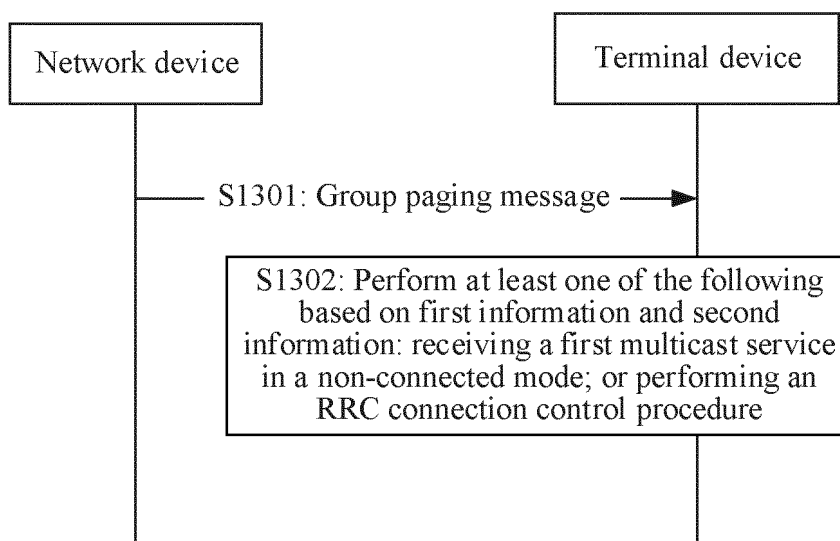 Network device
Terminal device
S1301: Group paging message
S1302: Perform at least one of the following
based on first information and second
information: receiving a first multicast service
in a non-connected mode; or performing an
RRC connection control procedure